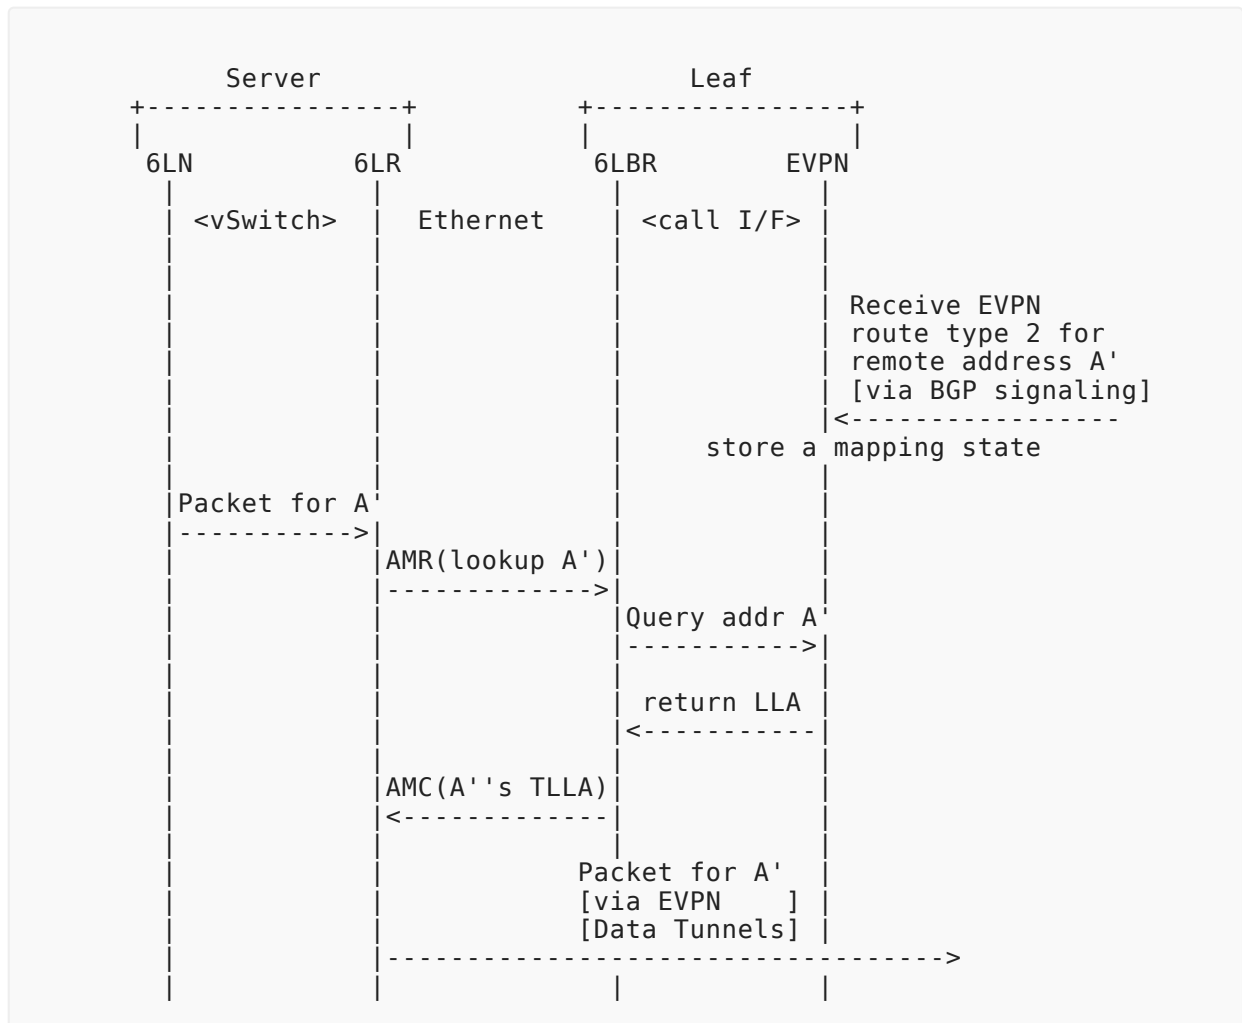 Server Leaf
+----------------+ +----------------+
| | | |
6LN 6LR 6LBR EVPN
| | | |
| <vSwitch> | Ethernet | <call I/F> |
| | | |
| | | |
| | | | Receive EVPN
| | | | route type 2 for
| | | | remote address A'
| | | | [via BGP signaling]
| | | |<------------------
| | | store a mapping state
| | | |
|Packet for A' | |
|----------->| | |
| |AMR(lookup A')| |
| |------------->| |
| | |Query addr A'
| | |----------->|
| | | |
| | | return LLA |
| | |<-----------|
| | | |
| |AMC(A''s TLLA)| |
| |<-------------| |
| | | |
| | Packet for A' |
| | [via EVPN ] |
| | [Data Tunnels] |
| |----------------------------------->
| | | |